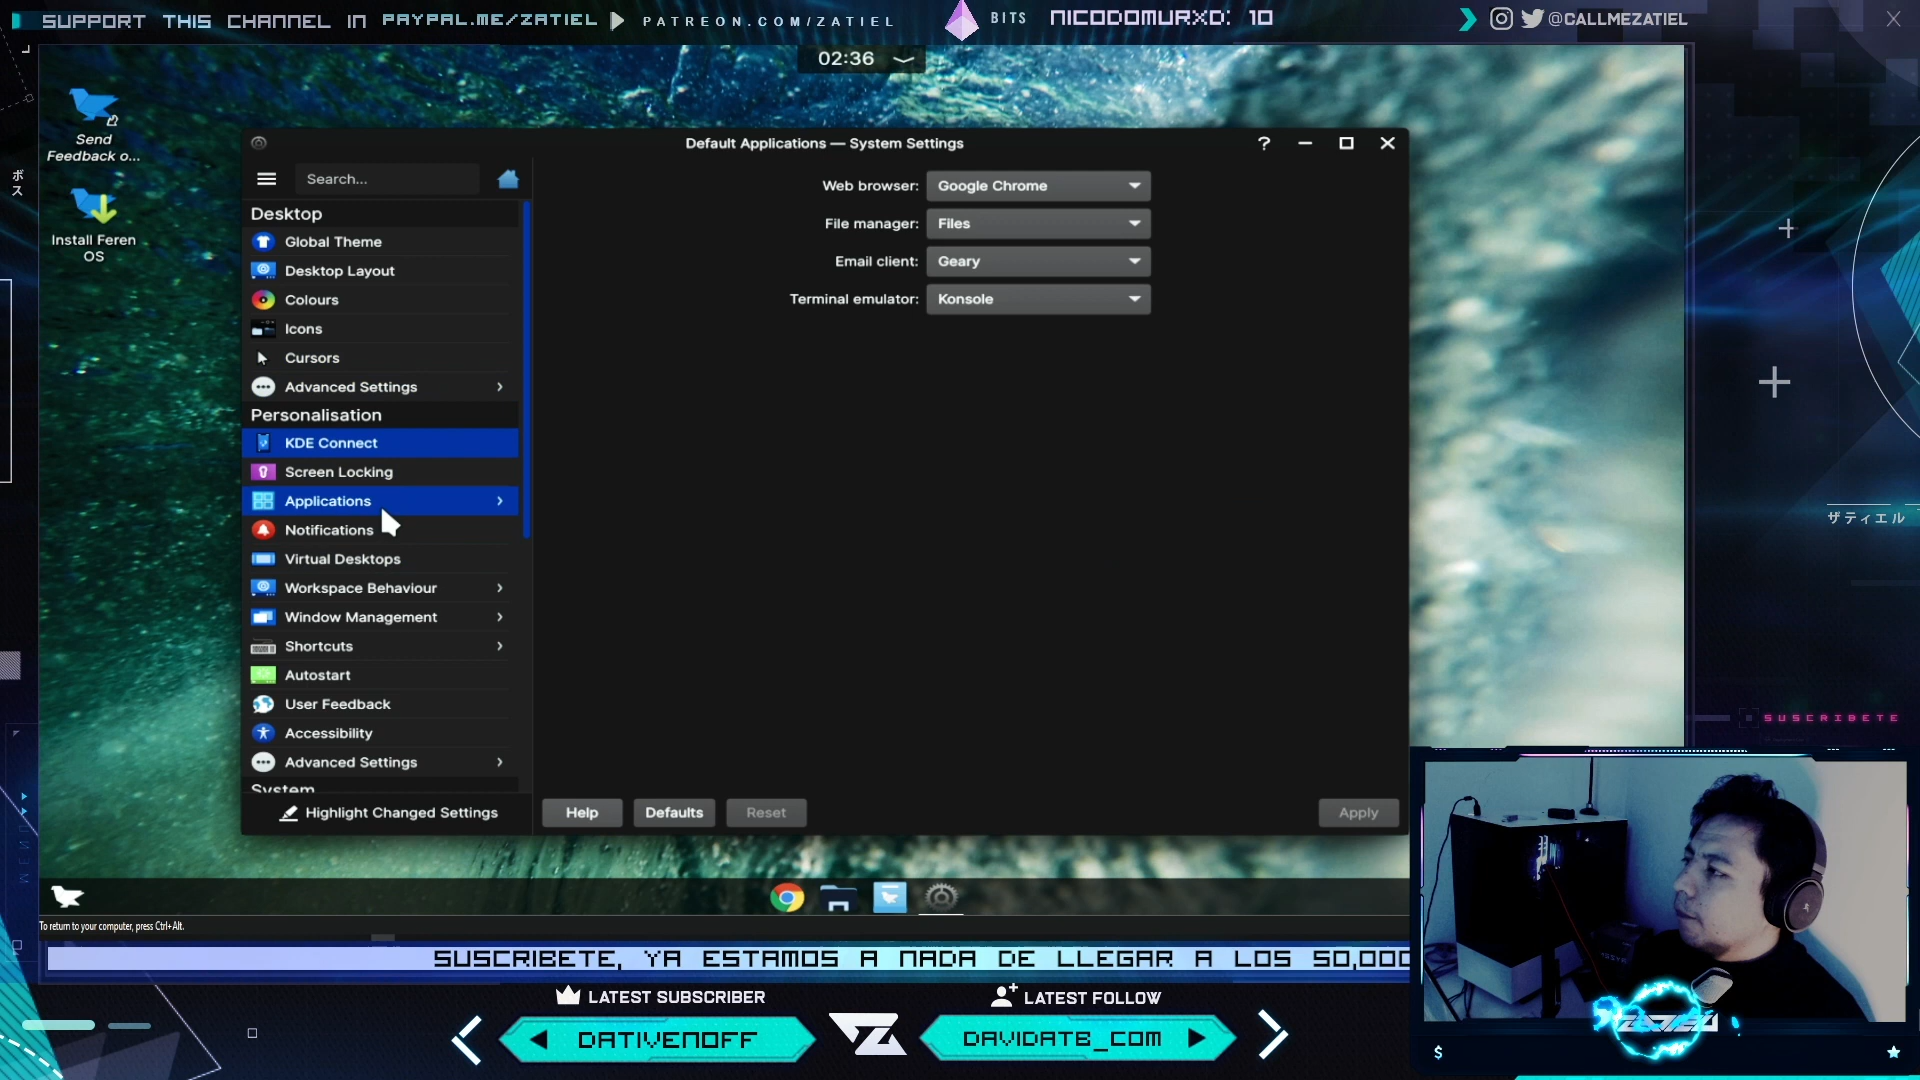 SUPPORT THIS CHANNEL IN PAYPAL.ME/ZATIEL PATREON.COM/ZATIEL BITS NICODOMURXD: 10 @CALLMEZATIEL
02:36
Send
Feedback o...
Install Feren
OS
ボス
Default Applications — System Settings
Search...
Desktop
Global Theme
Desktop Layout
Colours
Icons
Cursors
Advanced Settings
Personalisation
KDE Connect
Screen Locking
Applications
Notifications
Virtual Desktops
Workspace Behaviour
Window Management
Shortcuts
Autostart
User Feedback
Accessibility
Advanced Settings
System
Highlight Changed Settings
Web browser: Google Chrome
File manager: Files
Email client: Geary
Terminal emulator: Konsole
Help Defaults Reset Apply
ザティエル
SUSCRIBETE
To return to your computer, press Ctrl+Alt.
SUSCRIBETE, YA ESTAMOS A NADA DE LLEGAR A LOS 50,000
LATEST SUBSCRIBER
DATIVENOFF
LATEST FOLLOW
DAVIDATB_COM
ZATIEL
$